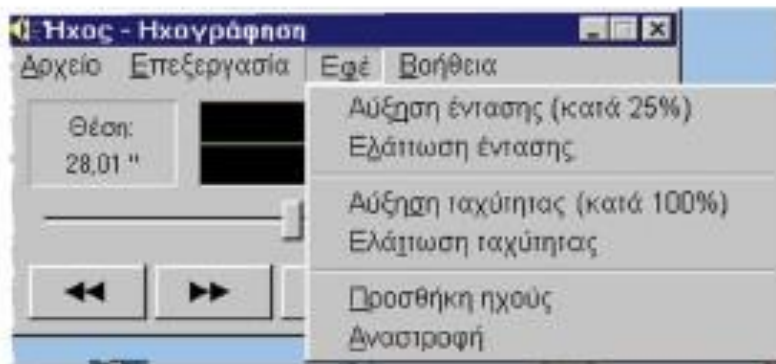 Ήχος - Ηχογράφηση
Αρχείο Επεξεργασία Εφέ Βοήθεια
Θέση:
28,01 "
Αύξηση έντασης (κατά 25%)
Ελάττωση έντασης
Αύξηση ταχύτητας (κατά 100%)
Ελάττωση ταχύτητας
Προσθήκη ηχούς
Αναστροφή